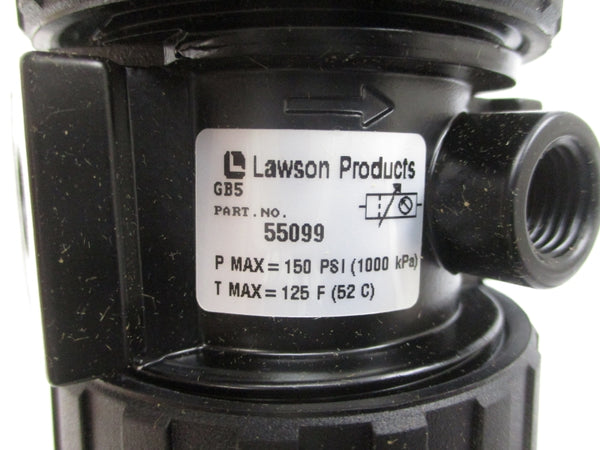 Lawson Products
GB5
PART.NO.
55099
P MAX = 150 PSI (1000 kPa)
T MAX = 125 F (52 C)